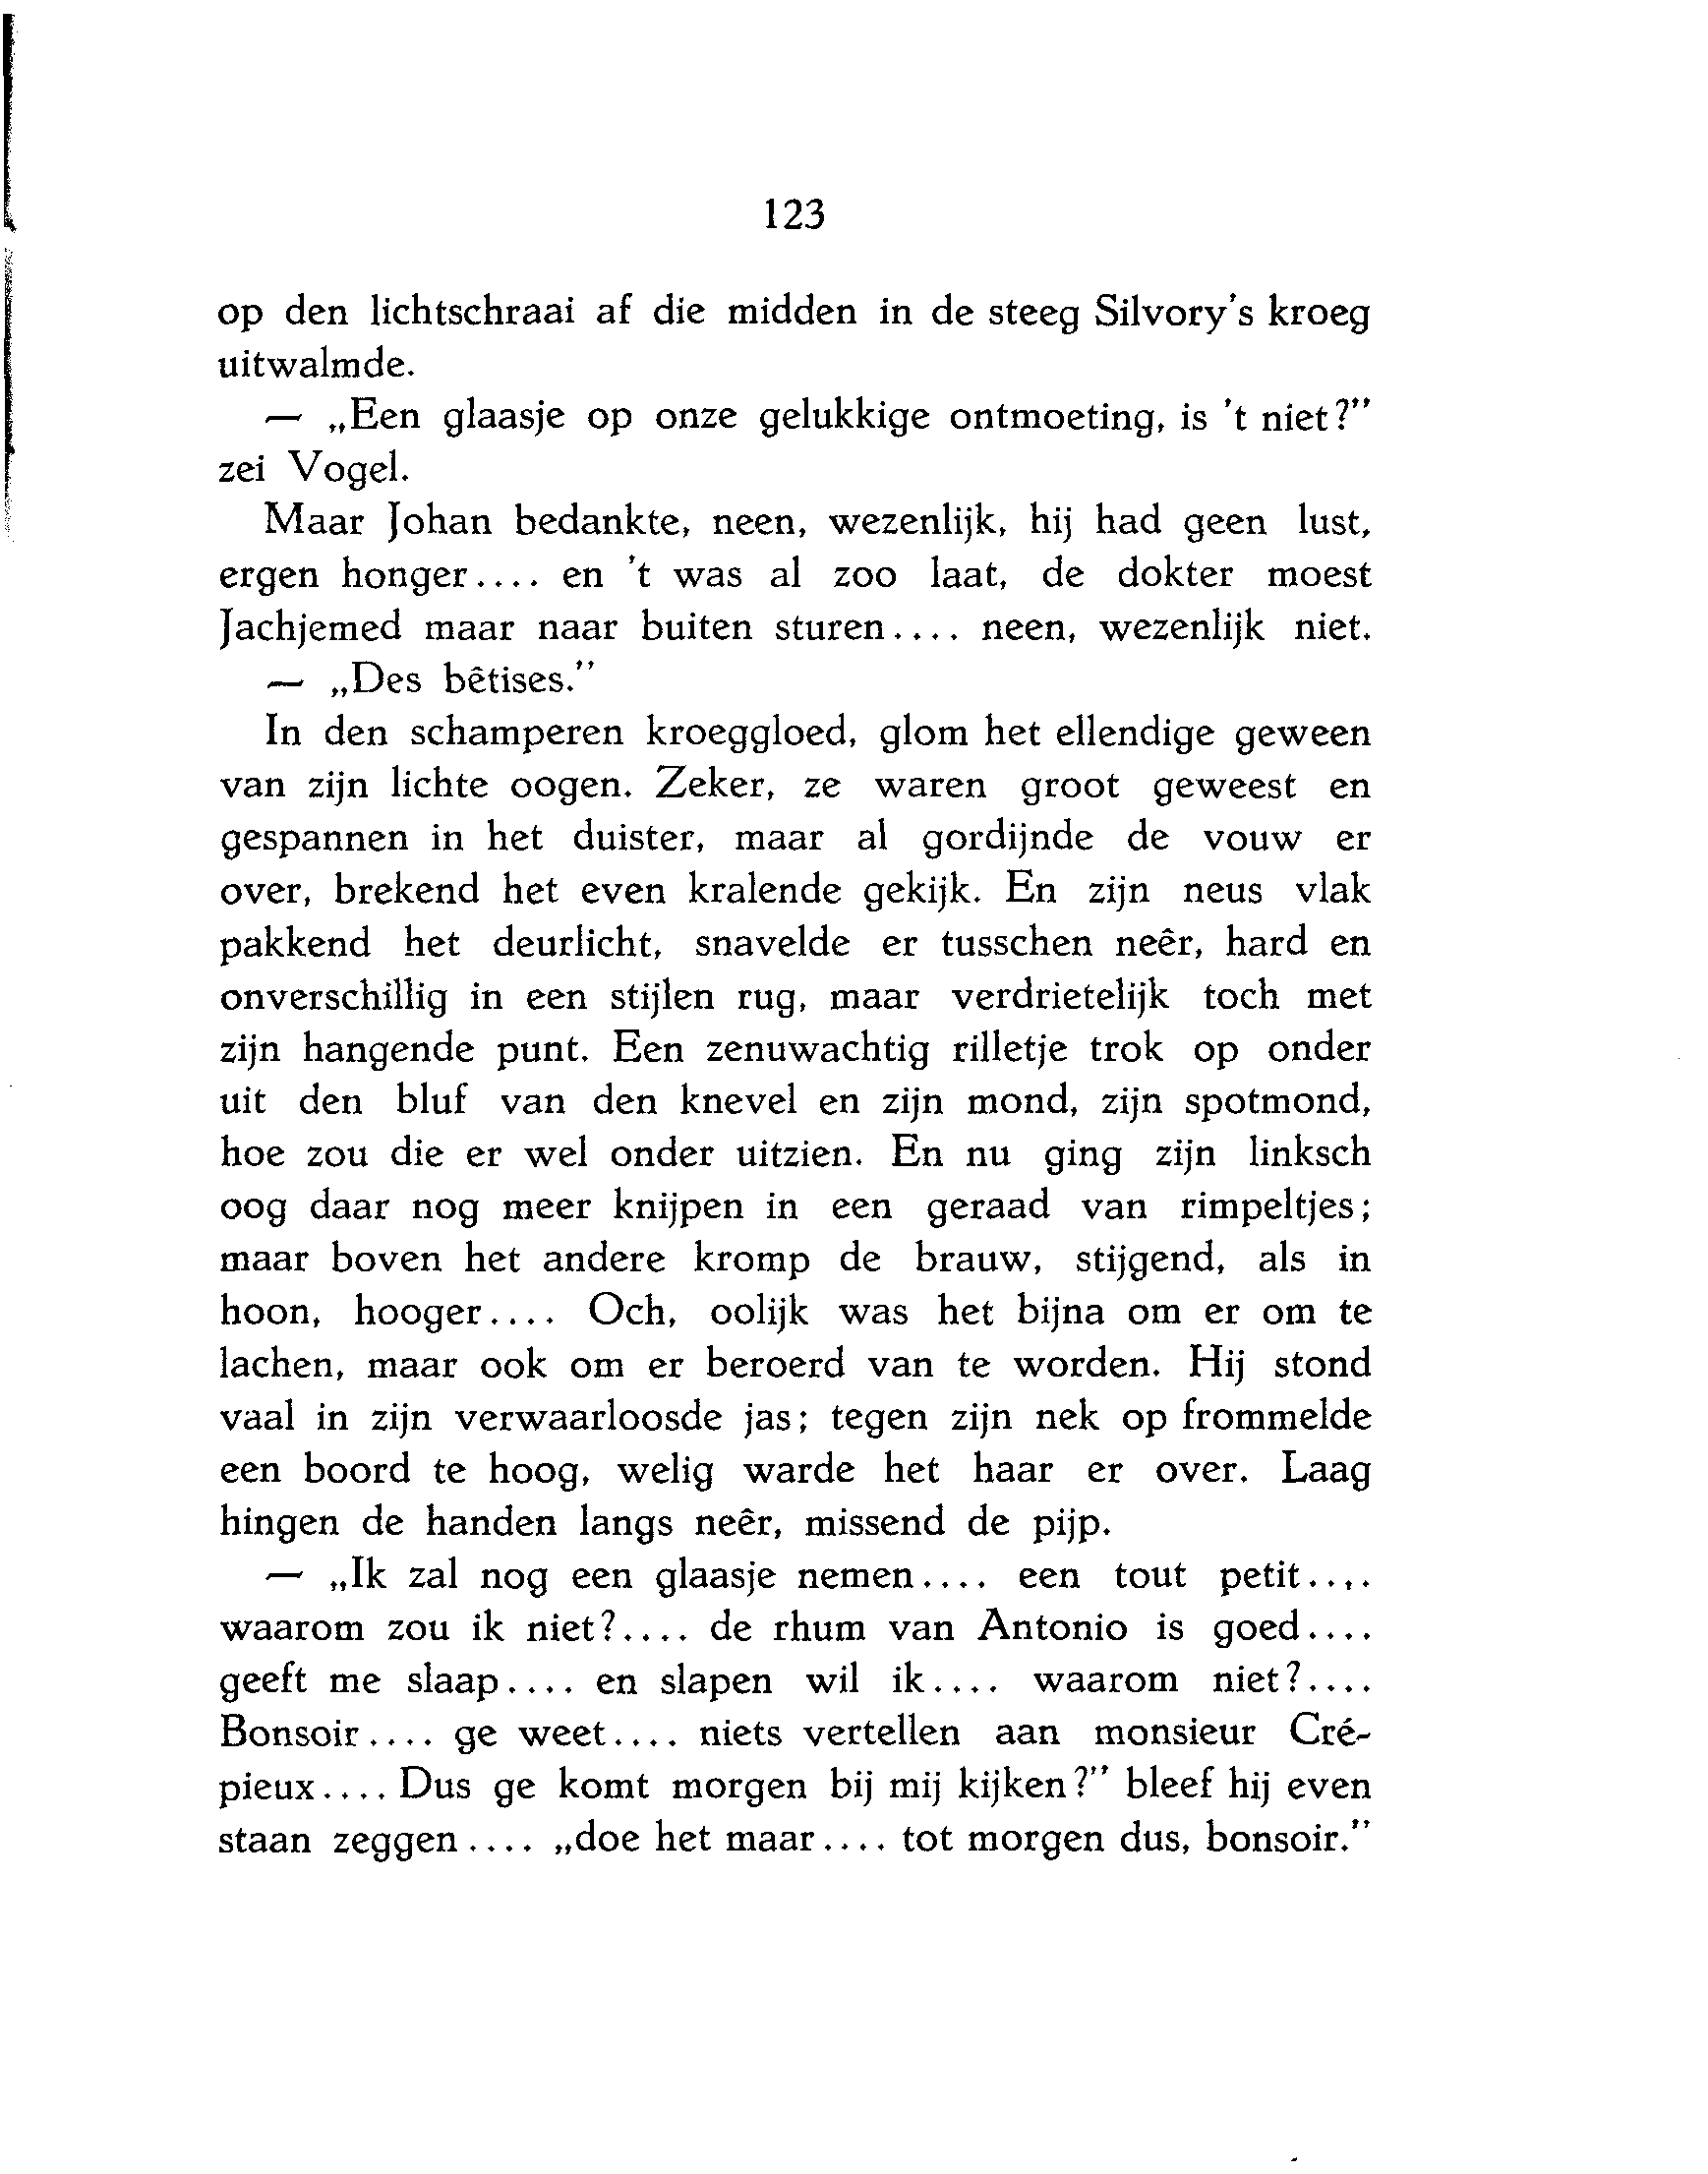 123
op den lichtschraai af die midden in de steeg Silvory's kroeg
uitwalmde.
— „Een glaasje op onze gelukkige ontmoeting, is 't niet?”
zei Vogel.
Maar Johan bedankte, neen, wezenlijk, hij had geen lust,
ergen honger.... en 't was al zoo laat, de dokter moest
Jachjemed maar naar buiten sturen.... neen, wezenlijk niet.
— „Des bêtises.”
In den schamperen kroeggloed, glom het ellendige geween
van zijn lichte oogen. Zeker, ze waren groot geweest en
gespannen in het duister, maar al gordijnde de vouw er
over, brekend het even kralende gekijk. En zijn neus vlak
pakkend het deurlicht, snavelde er tusschen neêr, hard en
onverschillig in een stijlen rug, maar verdrietelijk toch met
zijn hangende punt. Een zenuwachtig rilletje trok op onder
uit den bluf van den knevel en zijn mond, zijn spotmond,
hoe zou die er wel onder uitzien. En nu ging zijn linksch
oog daar nog meer knijpen in een geraad van rimpeltjes;
maar boven het andere kromp de brauw, stijgend, als in
hoon, hooger.... Och, oolijk was het bijna om er om te
lachen, maar ook om er beroerd van te worden. Hij stond
vaal in zijn verwaarloosde jas; tegen zijn nek op frommelde
een boord te hoog, welig warde het haar er over. Laag
hingen de handen langs neêr, missend de pijp.
— „Ik zal nog een glaasje nemen.... een tout petit....
waarom zou ik niet?.... de rhum van Antonio is goed....
geeft me slaap.... en slapen wil ik.... waarom niet?....
Bonsoir.... ge weet.... niets vertellen aan monsieur Cré-
pieux.... Dus ge komt morgen bij mij kijken?” bleef hij even
staan zeggen.... „doe het maar.... tot morgen dus, bonsoir.”